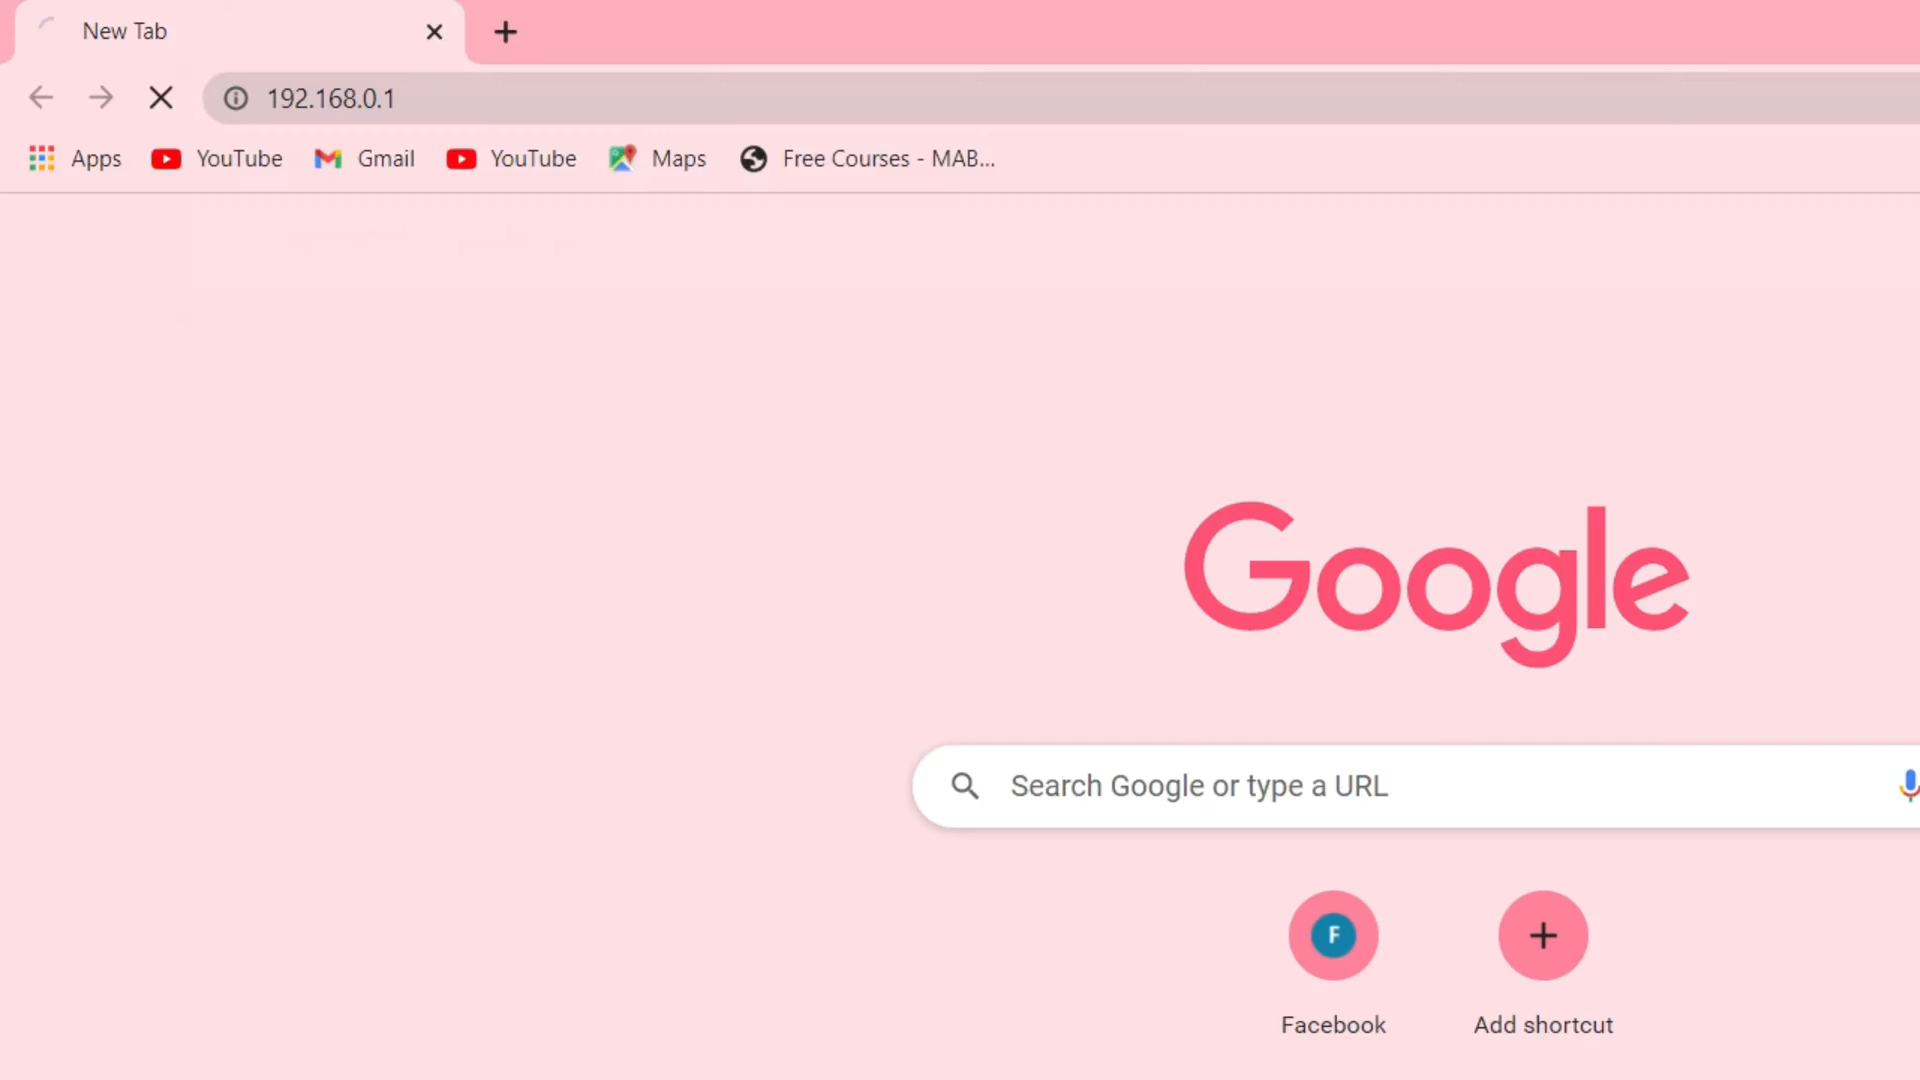 New Tab
192.168.0.1
Apps YouTube Gmail YouTube Maps Free Courses - MAB...
Google
Search Google or type a URL
F
Facebook Add shortcut